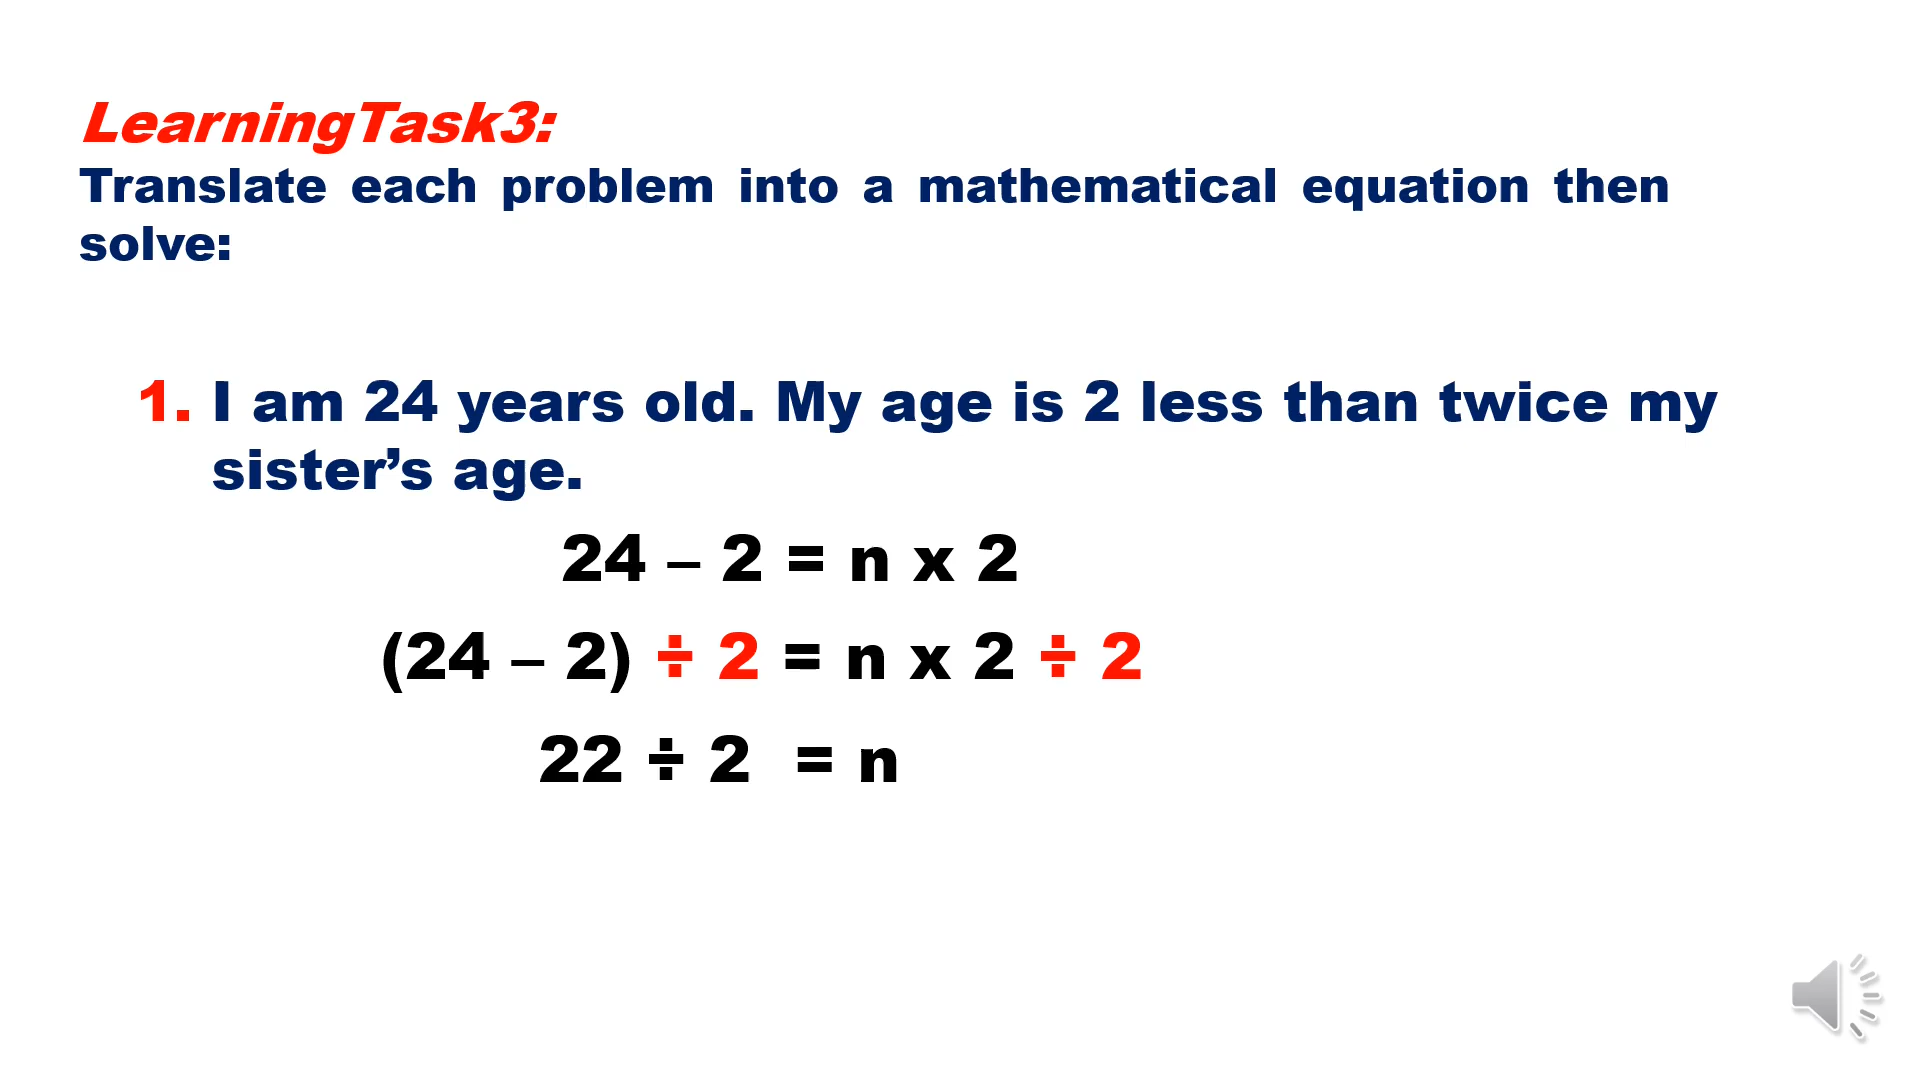 LearningTask3:
Translate each problem into a mathematical equation then
solve:
1. I am 24 years old. My age is 2 less than twice my
sister’s age.
24 – 2 = n x 2
(24 – 2) ÷ 2 = n x 2 ÷ 2
22 ÷ 2 = n